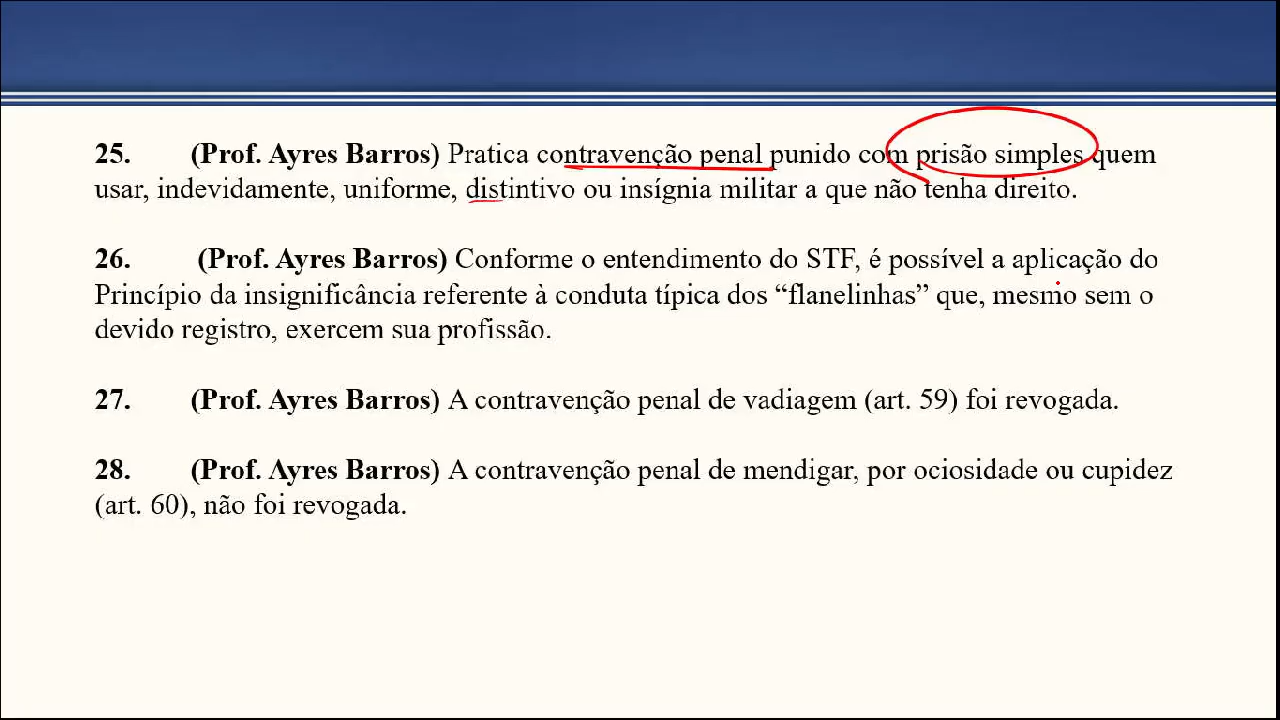 25. (Prof. Ayres Barros) Pratica contravenção penal punido com prisão simples quem
usar, indevidamente, uniforme, distintivo ou insígnia militar a que não tenha direito.
26. (Prof. Ayres Barros) Conforme o entendimento do STF, é possível a aplicação do
Princípio da insignificância referente à conduta típica dos “flanelinhas” que, mesmo sem o
devido registro, exercem sua profissão.
27. (Prof. Ayres Barros) A contravenção penal de vadiagem (art. 59) foi revogada.
28. (Prof. Ayres Barros) A contravenção penal de mendigar, por ociosidade ou cupidez
(art. 60), não foi revogada.